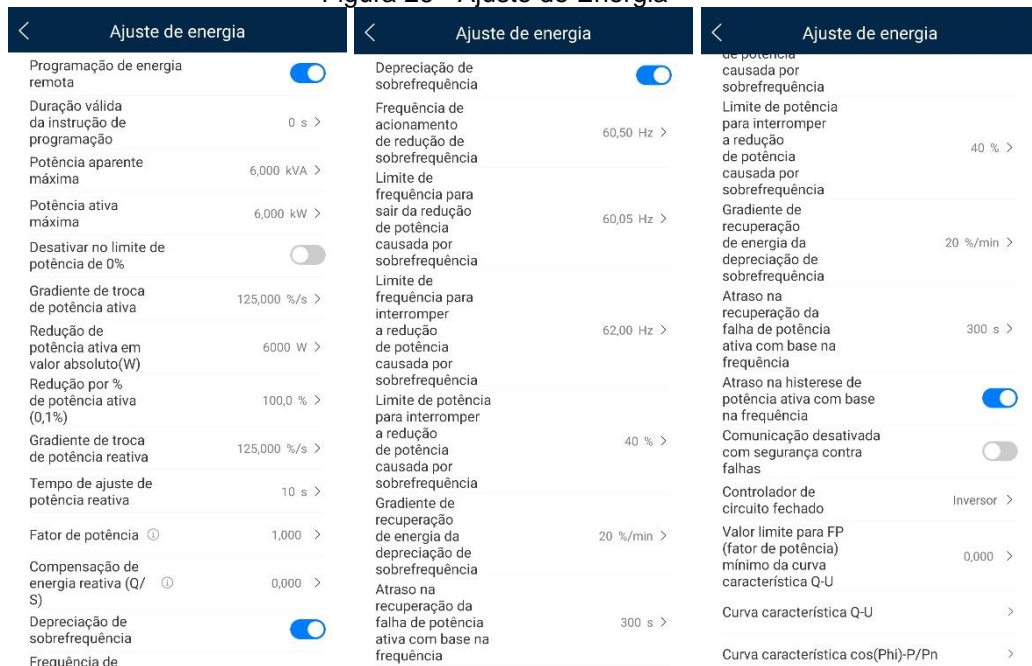 Figura 25 - Ajuste de Energia
Ajuste de energia
Programação de energia
remota
Duração válida
da instrução de
programação
0 s >
Potência aparente
máxima
6,000 kVA >
Potência ativa
máxima
6,000 kW >
Desativar no limite de
potência de 0%
Gradiente de troca
de potência ativa
125,000 %/s >
Redução de
potência ativa em
valor absoluto(W)
6000 W >
Redução por %
de potência ativa
(0,1%)
100,0 % >
Gradiente de troca
de potência reativa
125,000 %/s >
Tempo de ajuste de
potência reativa
10 s >
Fator de potência
1,000 >
Compensação de
energia reativa (Q/
S)
0,000 >
Depreciação de
sobrefrequência
Frequência de
Ajuste de energia
Depreciação de
sobrefrequência
Frequência de
acionamento
de redução de
sobrefrequência
60,50 Hz >
Limite de
frequência para
sair da redução
de potência
causada por
sobrefrequência
60,05 Hz >
Limite de
frequência para
interromper
a redução
de potência
causada por
sobrefrequência
62,00 Hz >
Limite de potência
para interromper
a redução
de potência
causada por
sobrefrequência
40 % >
Gradiente de
recuperação
de energia da
depreciação de
sobrefrequência
20 %/min >
Atraso na
recuperação da
falha de potência
ativa com base na
frequência
300 s >
Ajuste de energia
de potência
causada por
sobrefrequência
Limite de potência
para interromper
a redução
de potência
causada por
sobrefrequência
40 % >
Gradiente de
recuperação
de energia da
depreciação de
sobrefrequência
20 %/min >
Atraso na
recuperação da
falha de potência
ativa com base na
frequência
300 s >
Atraso na histerese de
potência ativa com base
na frequência
Comunicação desativada
com segurança contra
falhas
Controlador de
circuito fechado
Inversor >
Valor limite para FP
(fator de potência)
mínimo da curva
característica Q-U
0,000 >
Curva característica Q-U >
Curva característica cos(Phi)-P/Pn >